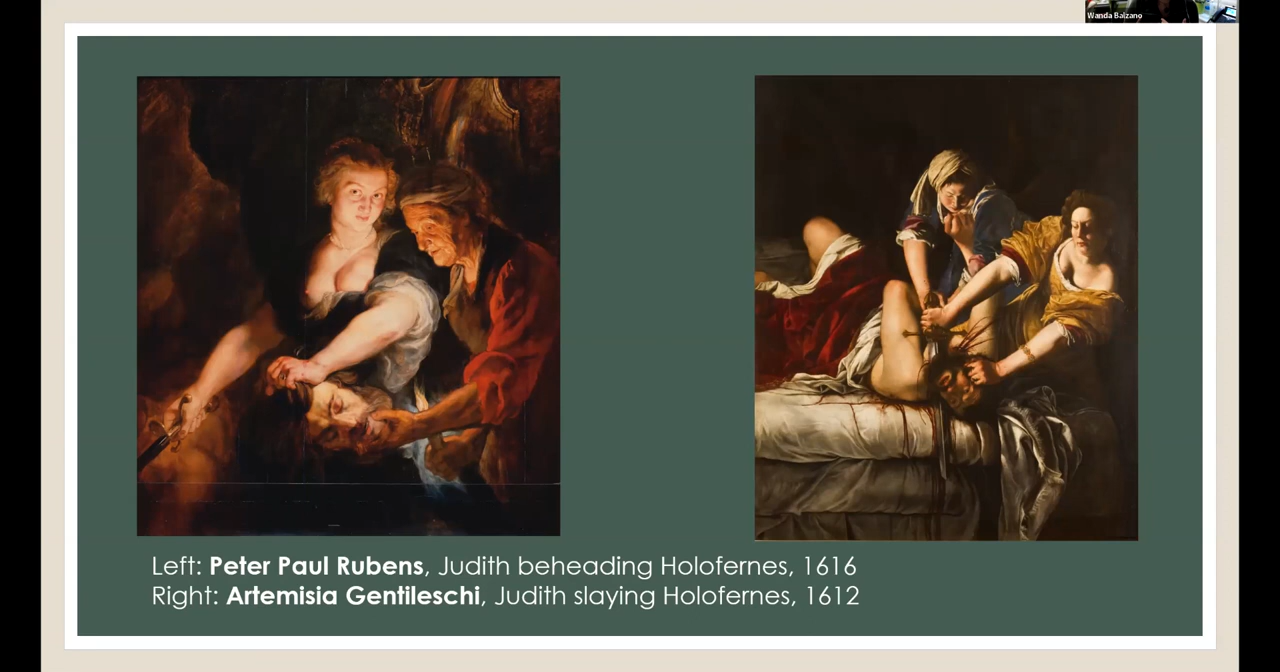 Wanda Balzano
Left: Peter Paul Rubens, Judith beheading Holofernes, 1616
Right: Artemisia Gentileschi, Judith slaying Holofernes, 1612